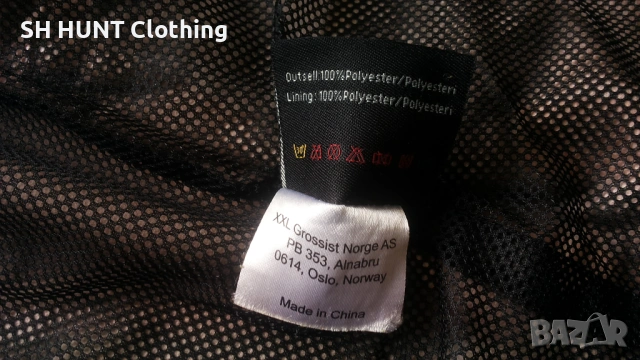 SH HUNT Clothing
Outsell:100%Polyester/Polyesteri
Lining: 100%Polyester/Polyesteri
XXL Grossist Norge AS
PB 353, Alnabru
0614, Oslo, Norway
Made in China
BAZAR